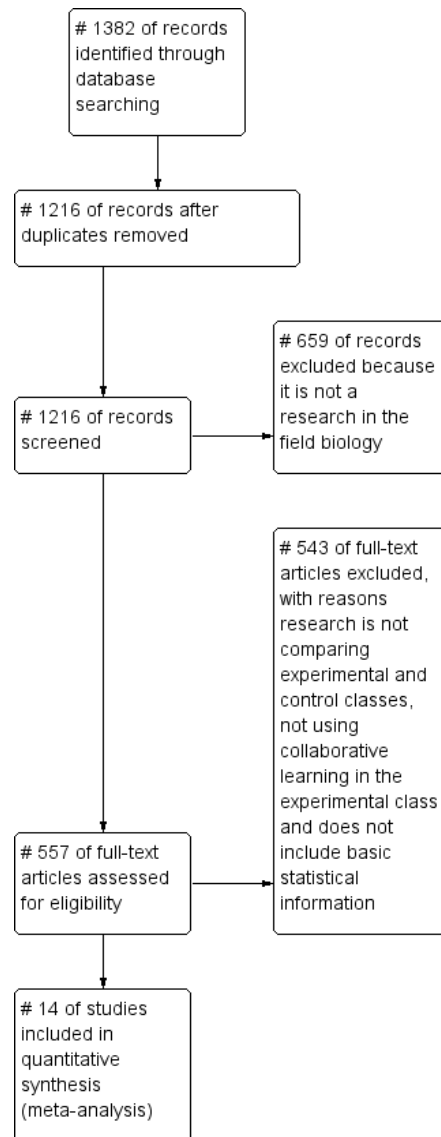 # 1382 of records
identified through
database
searching
# 1216 of records after
duplicates removed
# 659 of records
excluded because
it is not a
research in the
field biology
# 1216 of records
screened
# 543 of full-text
articles excluded,
with reasons
research is not
comparing
experimental and
control classes,
not using
collaborative
learning in the
experimental class
and does not
include basic
statistical
information
# 557 of full-text
articles assessed
for eligibility
# 14 of studies
included in
quantitative
synthesis
(meta-analysis)